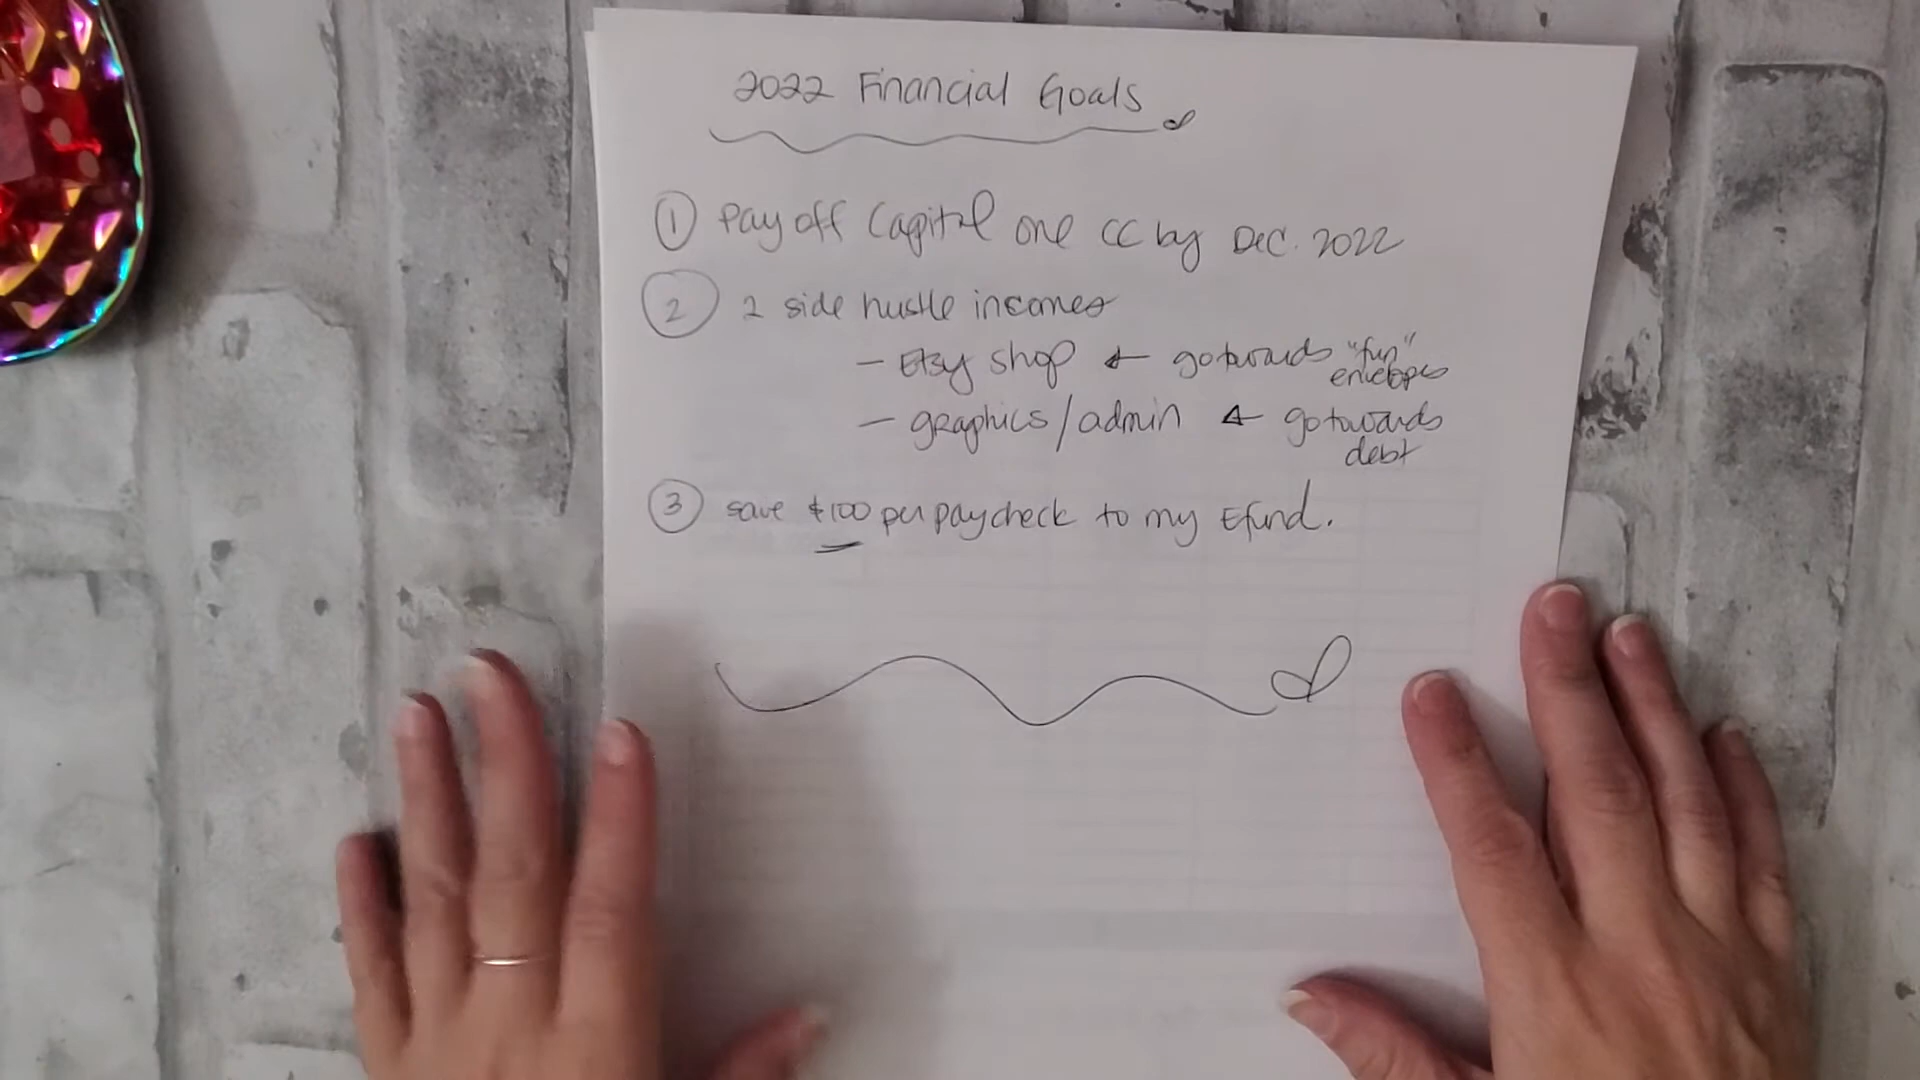 2022 Financial Goals
① Pay off Capital One CC by Dec. 2022
② 2 side hustle incomes
— Etsy shop ← go towards "fun"
envelopes
— graphics/admin ← go towards
debt
③ save $100 per paycheck to my Efund.